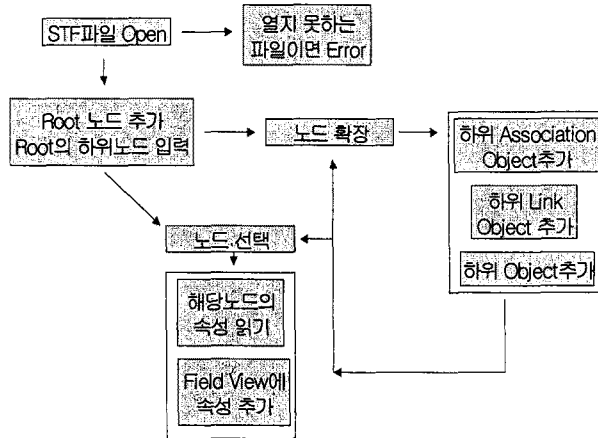 STF파일 Open
열지 못하는
파일이면 Error
Root 노드 추가
Root의 하위노드 입력
노드 확장
하위 Association
Object추가
하위 Link
Object 추가
하위 Object추가
노드 선택
해당노드의
속성 읽기
Field View에
속성 추가